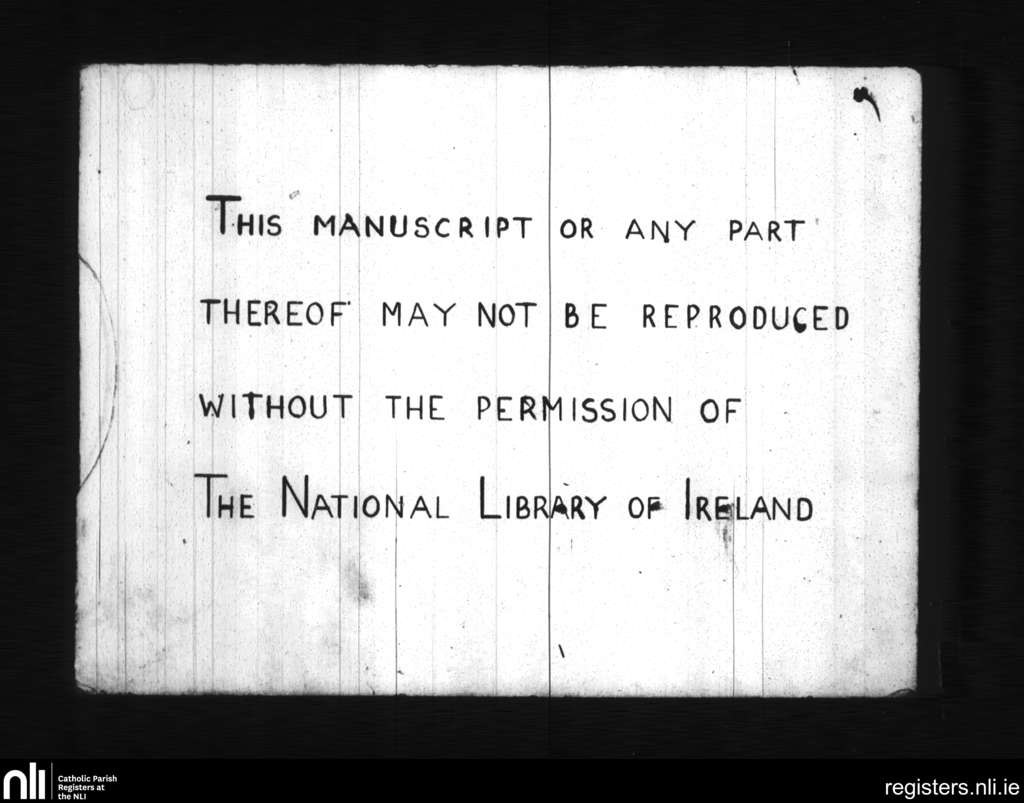 THIS MANUSCRIPT OR ANY PART
THEREOF MAY NOT BE REPRODUCED
WITHOUT THE PERMISSION OF
THE NATIONAL LIBRARY OF IRELAND
nli
Catholic Parish
Registers at
the NLI
registers.nli.ie